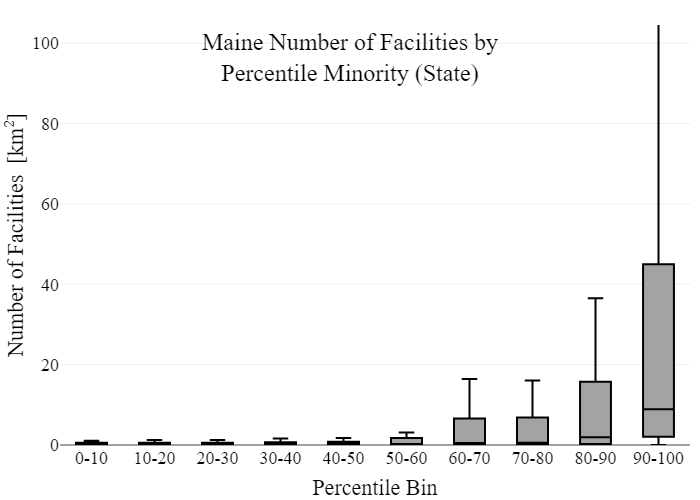 Maine Number of Facilities by
Percentile Minority (State)
Number of Facilities [km²]
100
80
60
40
20
0
0-10 10-20 20-30 30-40 40-50 50-60 60-70 70-80 80-90 90-100
Percentile Bin